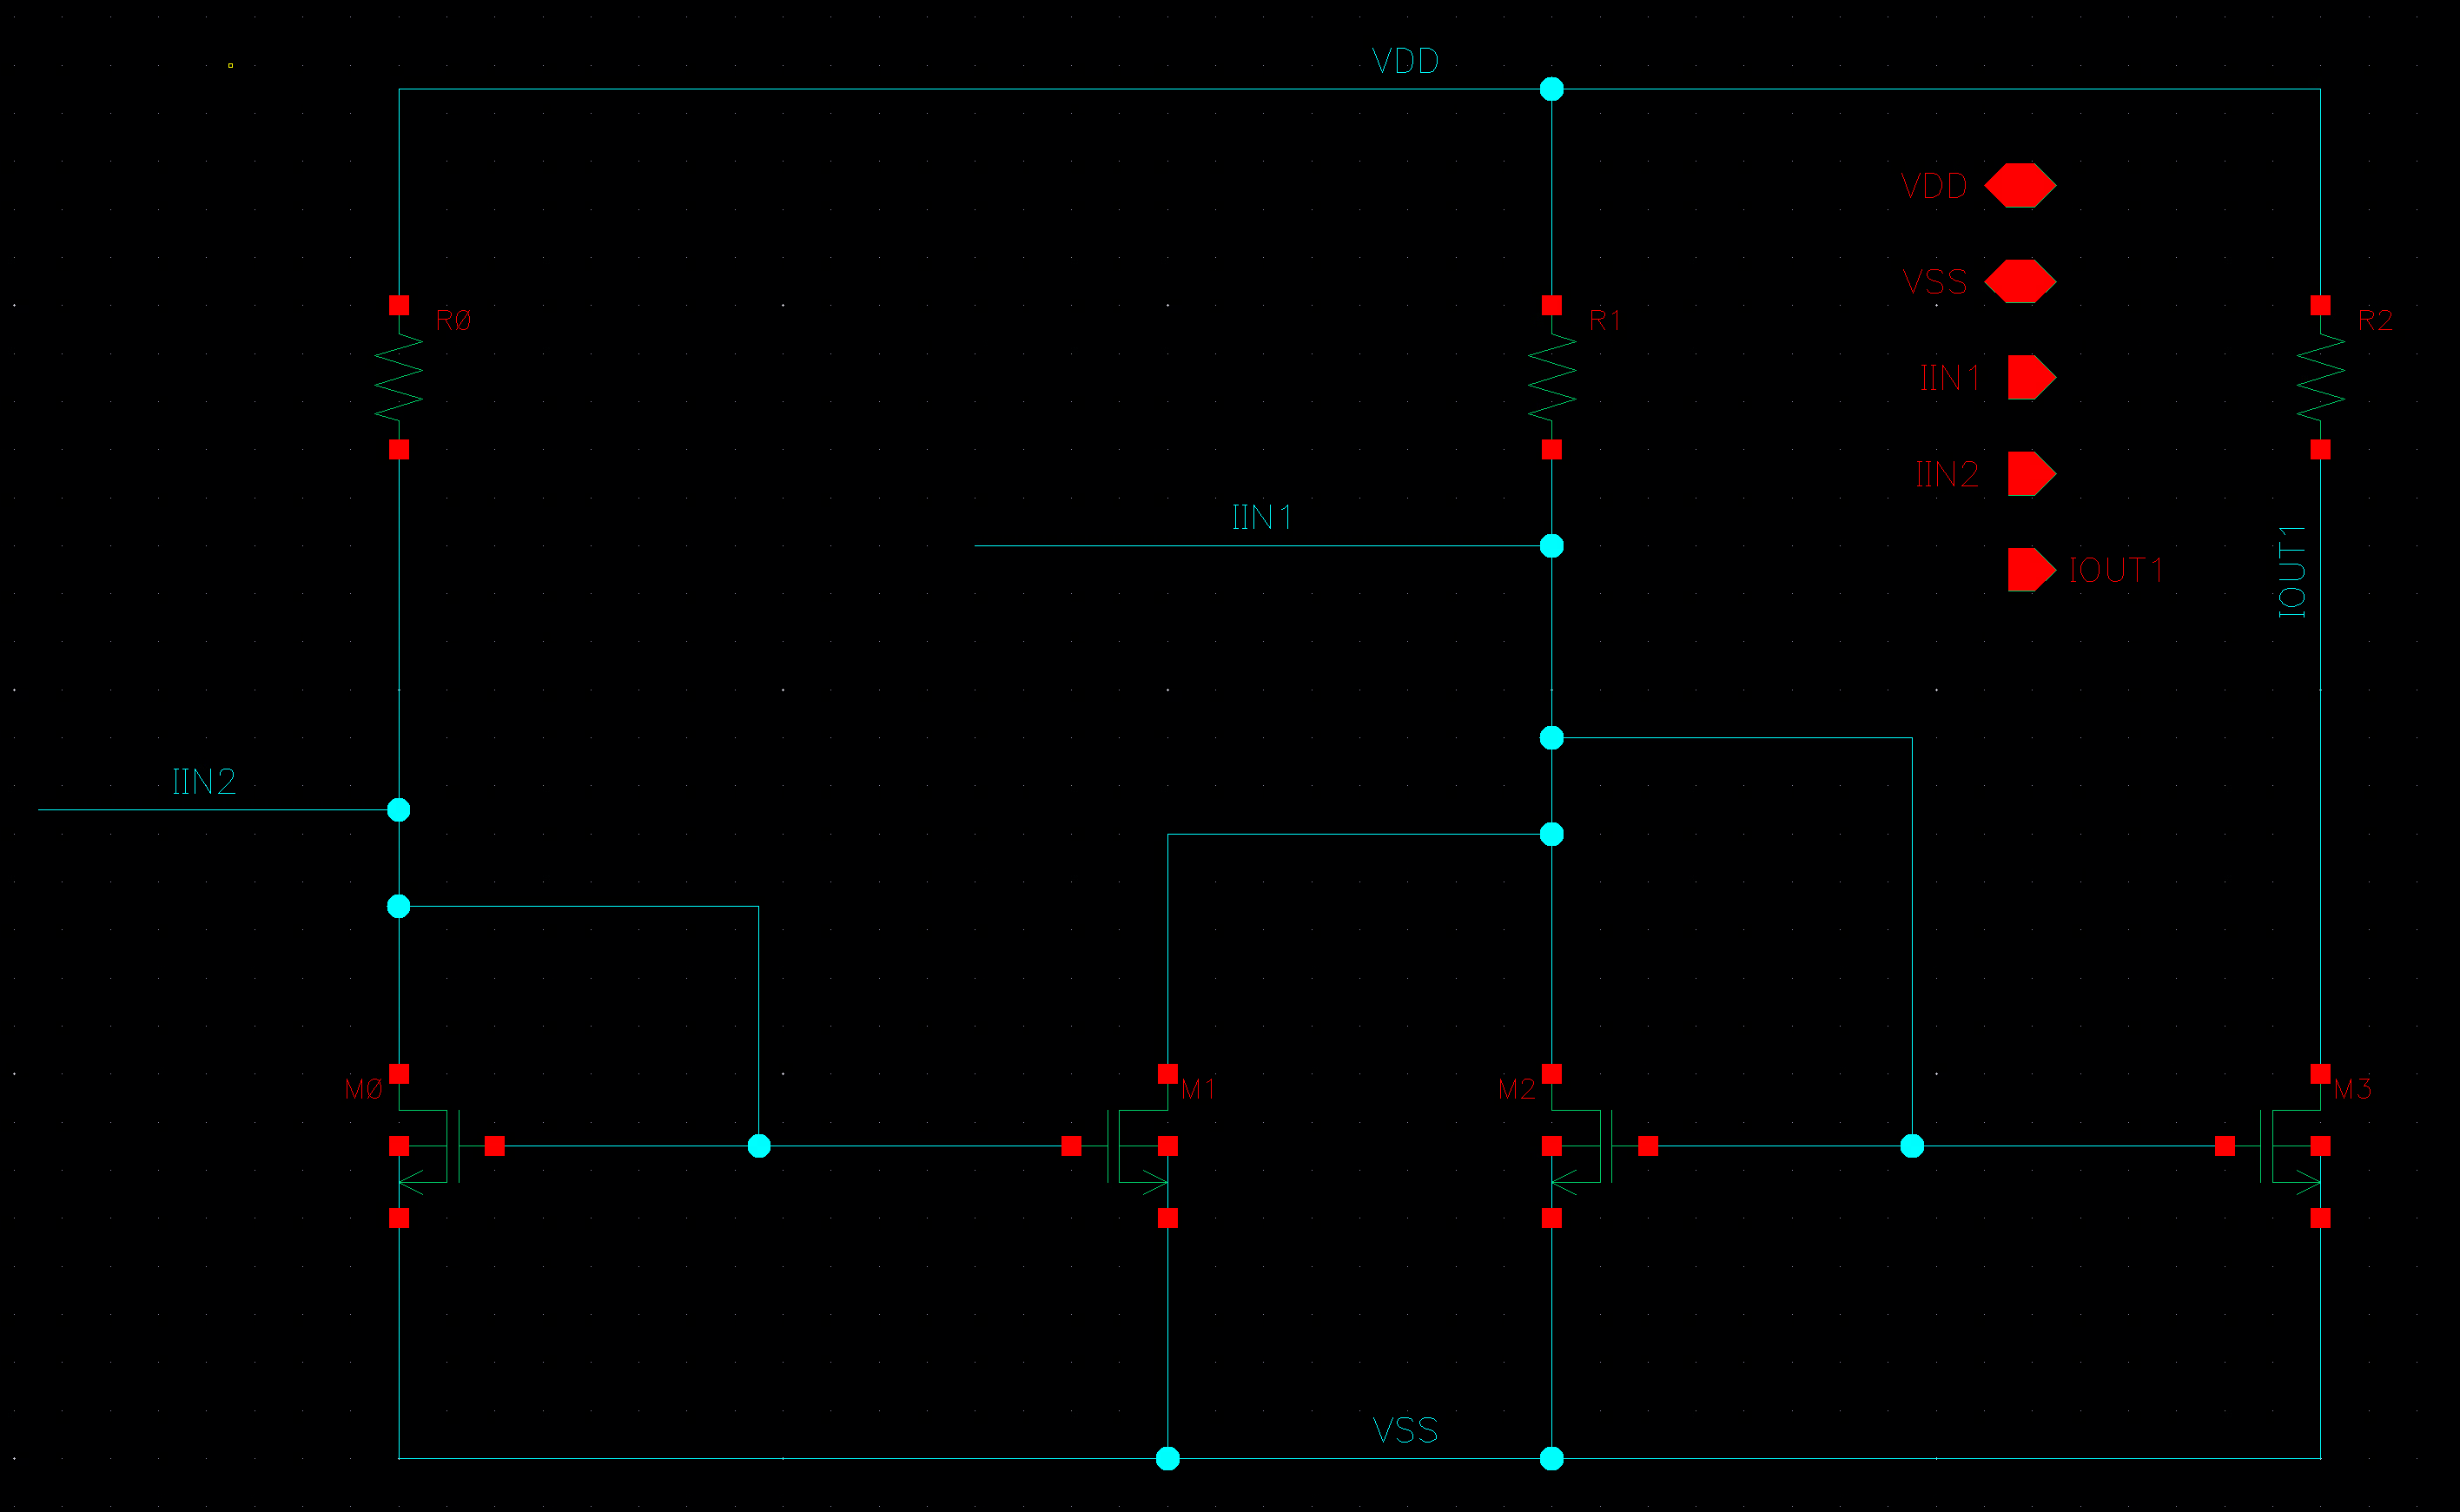 VDD
VDD
VSS
R0
R1
R2
IIN1
IIN2
IIN1
IOUT1
IOUT1
IIN2
M0
M1
M2
M3
VSS